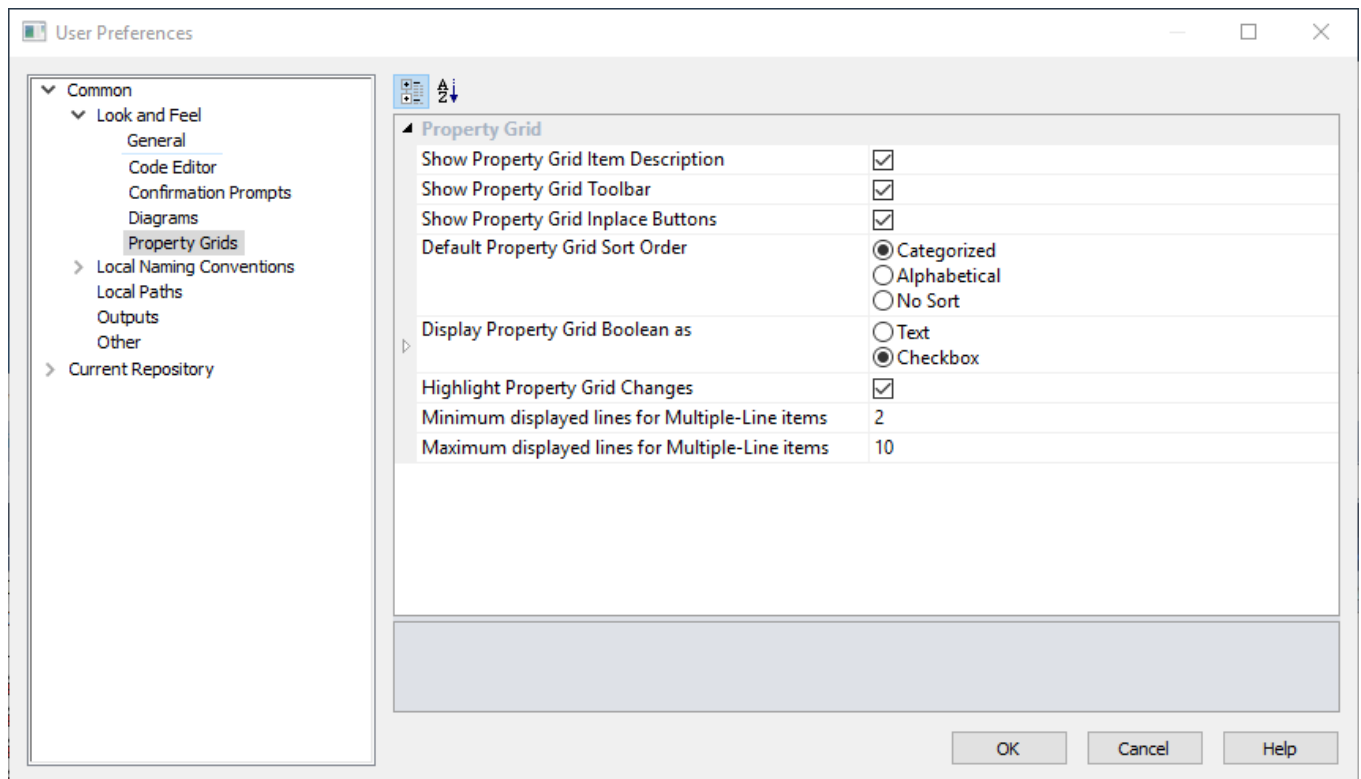 User Preferences
Common
Look and Feel
General
Code Editor
Confirmation Prompts
Diagrams
Property Grids
Local Naming Conventions
Local Paths
Outputs
Other
Current Repository
Property Grid
Show Property Grid Item Description
Show Property Grid Toolbar
Show Property Grid Inplace Buttons
Default Property Grid Sort Order
Categorized
Alphabetical
No Sort
Display Property Grid Boolean as
Text
Checkbox
Highlight Property Grid Changes
Minimum displayed lines for Multiple-Line items 2
Maximum displayed lines for Multiple-Line items 10
OK Cancel Help